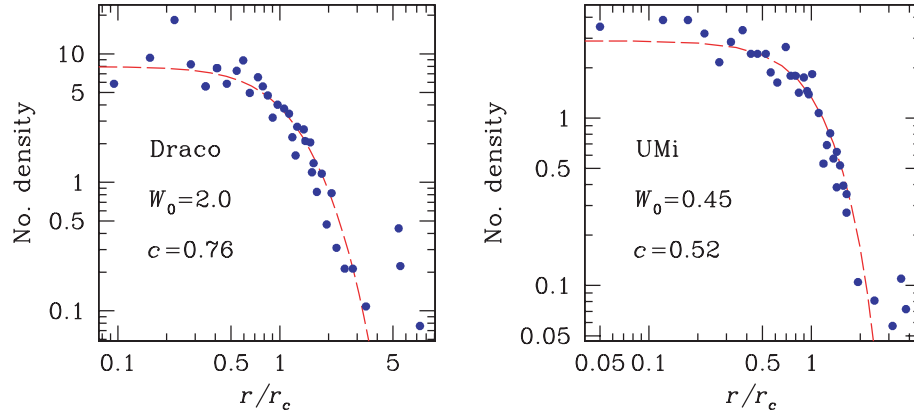 No. density
10
5
1
0.5
0.1
Draco
W₀=2.0
c=0.76
0.1 0.5 1 5
r/r_c
No. density
1
0.5
0.1
0.05
UMi
W₀=0.45
c=0.52
0.05 0.1 0.5 1
r/r_c